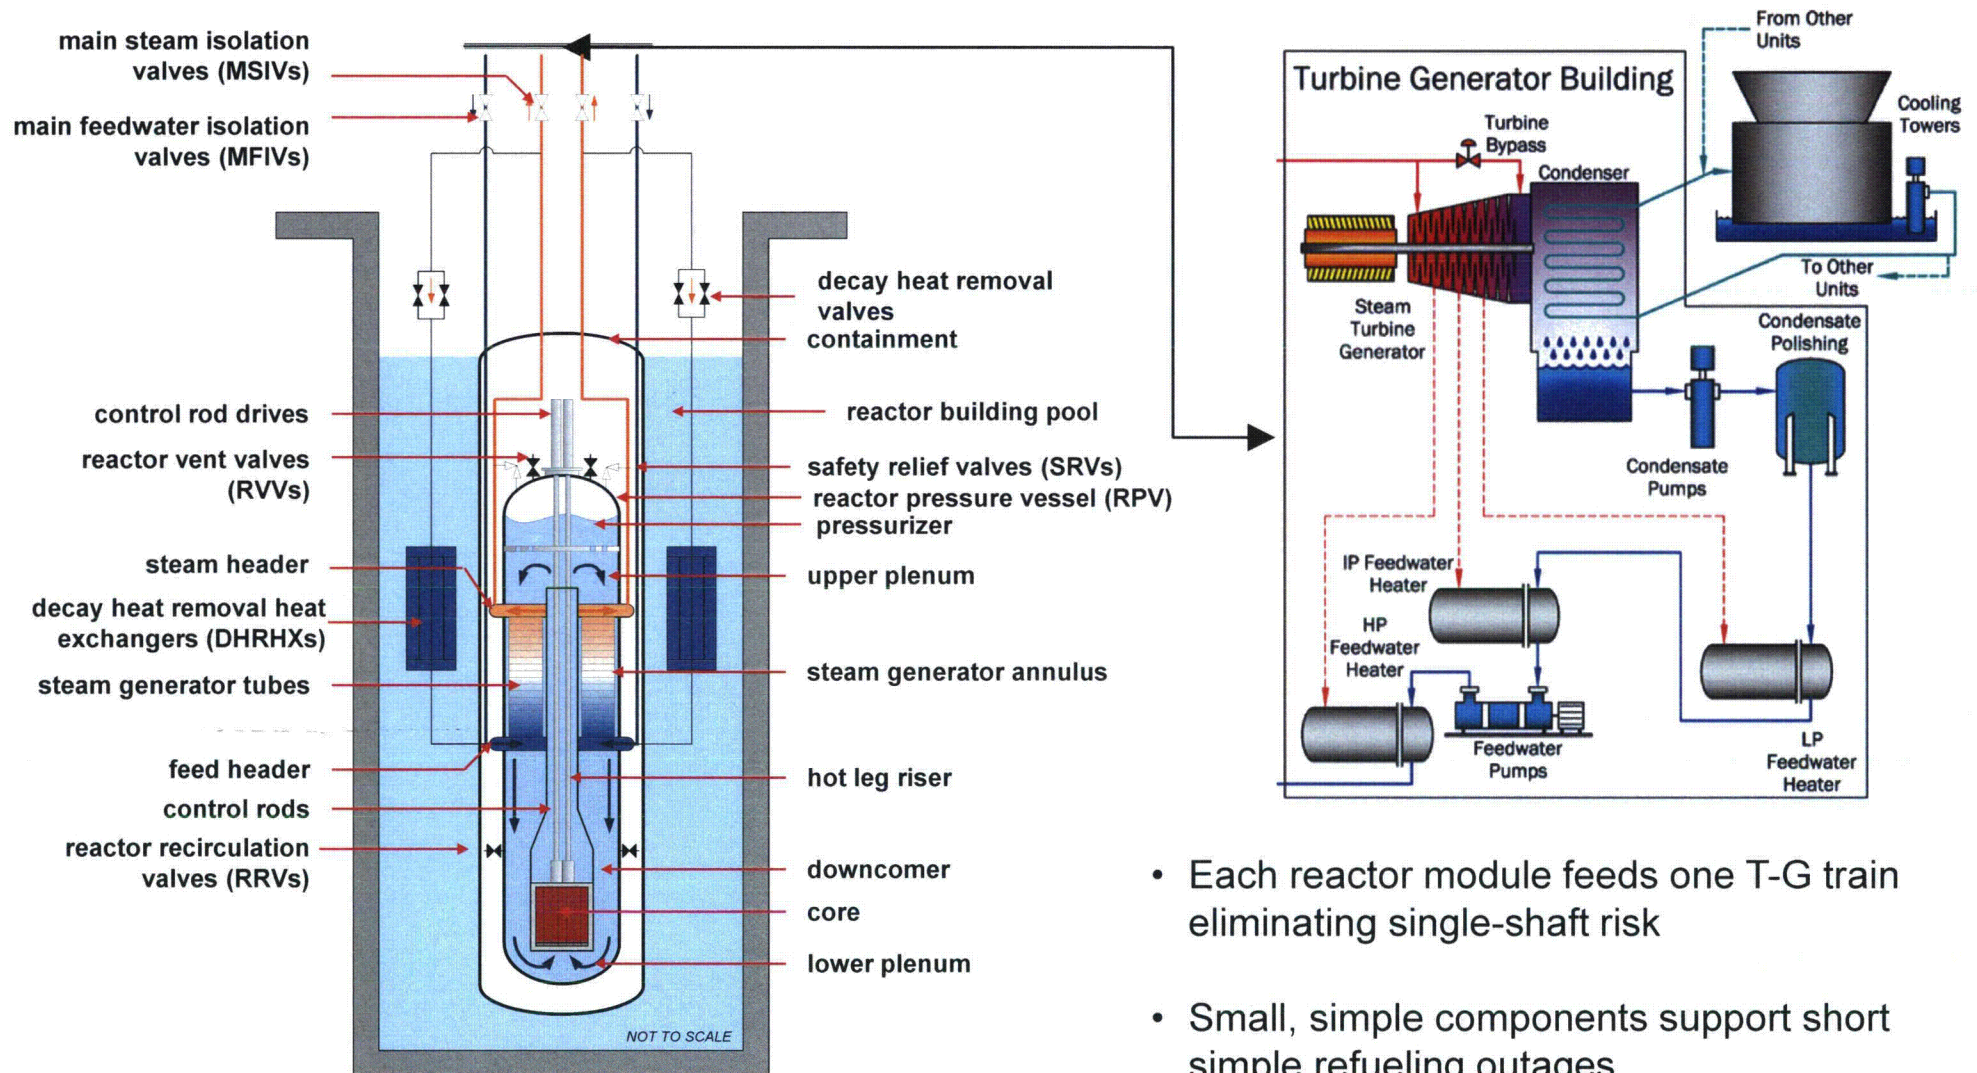 main steam isolation
valves (MSIVs)
main feedwater isolation
valves (MFIVs)
control rod drives
reactor vent valves
(RVVs)
steam header
decay heat removal heat
exchangers (DHRHXs)
steam generator tubes
feed header
control rods
reactor recirculation
valves (RRVs)
decay heat removal
valves
containment
reactor building pool
safety relief valves (SRVs)
reactor pressure vessel (RPV)
pressurizer
upper plenum
steam generator annulus
hot leg riser
downcomer
core
lower plenum
NOT TO SCALE
Turbine Generator Building
From Other
Units
Cooling
Towers
Turbine
Bypass
Condenser
To Other
Units
Steam
Turbine
Generator
Condensate
Polishing
Condensate
Pumps
IP Feedwater
Heater
HP
Feedwater
Heater
Feedwater
Pumps
LP
Feedwater
Heater
• Each reactor module feeds one T-G train
eliminating single-shaft risk
• Small, simple components support short
simple refueling outages